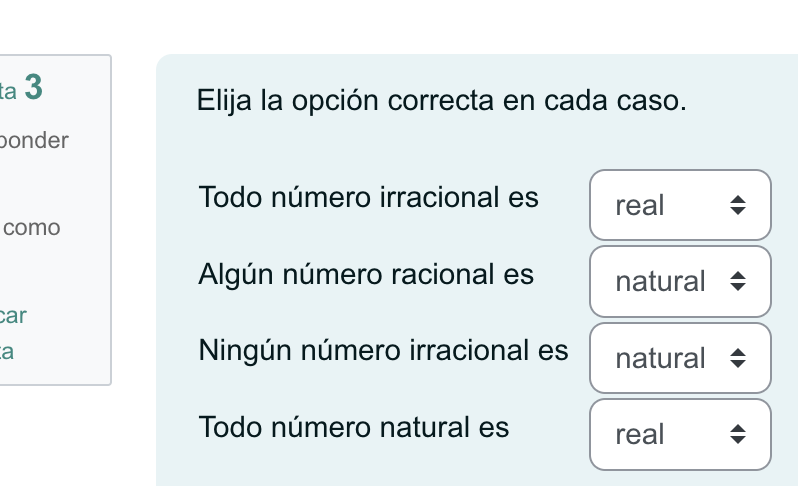 ta 3
ponder
como
car
ta
Elija la opción correcta en cada caso.
Todo número irracional es real
Algún número racional es natural
Ningún número irracional es natural
Todo número natural es real